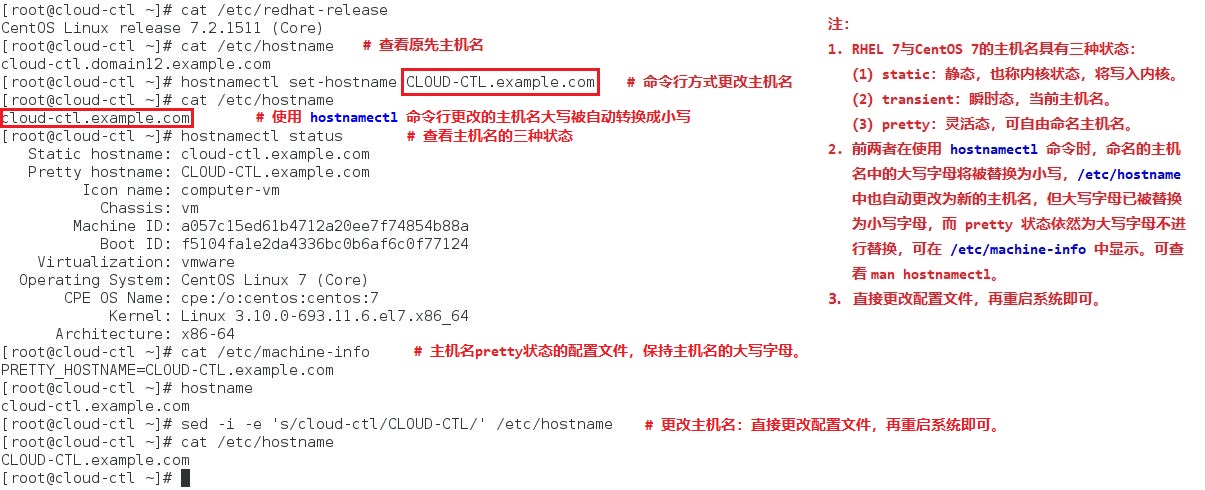 [root@cloud-ctl ~]# cat /etc/redhat-release
CentOS Linux release 7.2.1511 (Core)
[root@cloud-ctl ~]# cat /etc/hostname # 查看原先主机名
cloud-ctl.domain12.example.com
[root@cloud-ctl ~]# hostnamectl set-hostname CLOUD-CTL.example.com # 命令行方式更改主机名
[root@cloud-ctl ~]# cat /etc/hostname
cloud-ctl.example.com # 使用 hostnamectl 命令行更改的主机名大写被自动转换成小写
[root@cloud-ctl ~]# hostnamectl status # 查看主机名的三种状态
Static hostname: cloud-ctl.example.com
Pretty hostname: CLOUD-CTL.example.com
Icon name: computer-vm
Chassis: vm
Machine ID: a057c15ed61b4712a20ee7f74854b88a
Boot ID: f5104fa1e2da4336bc0b6af6c0f77124
Virtualization: vmware
Operating System: CentOS Linux 7 (Core)
CPE OS Name: cpe:/o:centos:centos:7
Kernel: Linux 3.10.0-693.11.6.el7.x86_64
Architecture: x86-64
[root@cloud-ctl ~]# cat /etc/machine-info # 主机名pretty状态的配置文件，保持主机名的大写字母。
PRETTY_HOSTNAME=CLOUD-CTL.example.com
[root@cloud-ctl ~]# hostname
cloud-ctl.example.com
[root@cloud-ctl ~]# sed -i -e 's/cloud-ctl/CLOUD-CTL/' /etc/hostname # 更改主机名：直接更改配置文件，再重启系统即可。
[root@cloud-ctl ~]# cat /etc/hostname
CLOUD-CTL.example.com
[root@cloud-ctl ~]#
注：
1. RHEL 7与CentOS 7的主机名具有三种状态：
(1) static：静态，也称内核状态，将写入内核。
(2) transient：瞬时态，当前主机名。
(3) pretty：灵活态，可自由命名主机名。
2. 前两者在使用 hostnamectl 命令时，命名的主机
名中的大写字母将被替换为小写，/etc/hostname
中也自动更改为新的主机名，但大写字母已被替换
为小写字母，而 pretty 状态依然为大写字母不进
行替换，可在 /etc/machine-info 中显示。可查
看 man hostnamectl。
3. 直接更改配置文件，再重启系统即可。